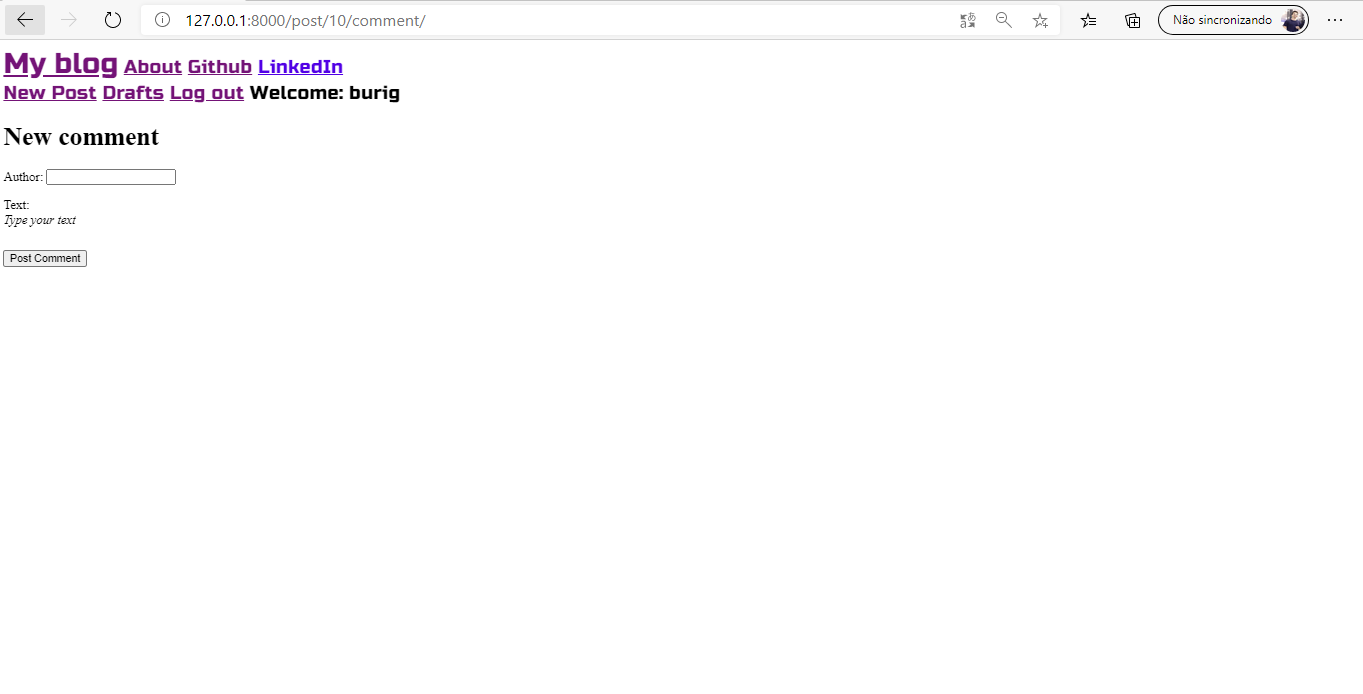 127.0.0.1:8000/post/10/comment/
Não sincronizando
My blog About Github LinkedIn
New Post Drafts Log out Welcome: burig
New comment
Author:
Text:
Type your text
Post Comment